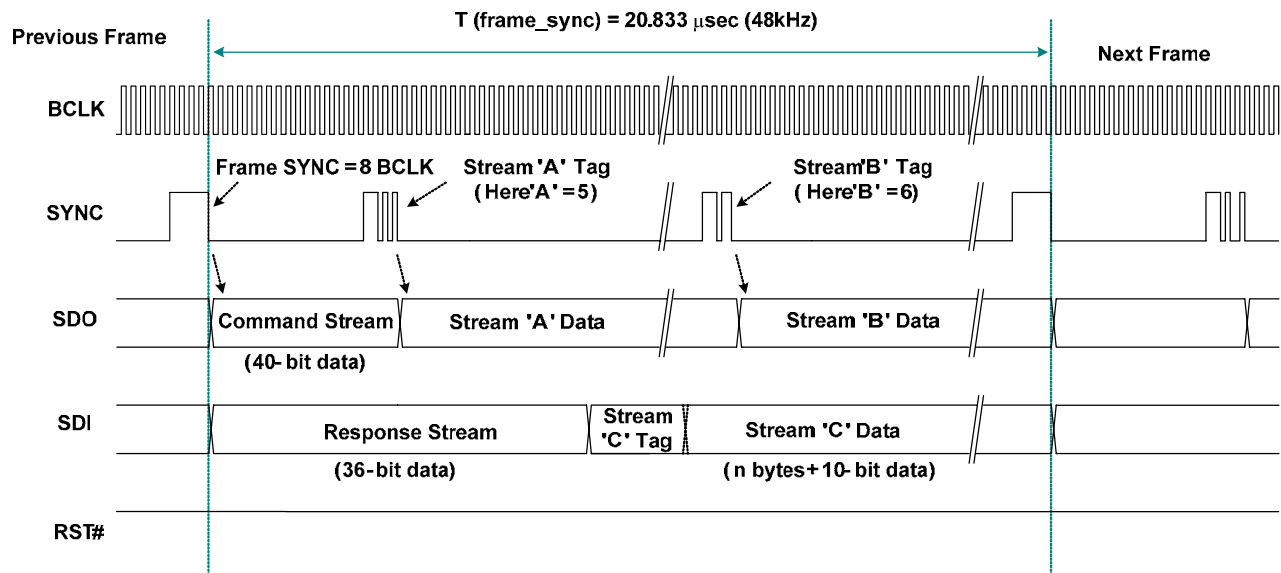 T (frame_sync) = 20.833 μsec (48kHz)
Previous Frame
Next Frame
BCLK
Frame SYNC = 8 BCLK
Stream 'A' Tag
(Here 'A' = 5)
Stream 'B' Tag
(Here 'B' = 6)
SYNC
SDO
Command Stream
Stream 'A' Data
Stream 'B' Data
(40-bit data)
SDI
Response Stream
Stream
'C' Tag
Stream 'C' Data
(36-bit data)
(n bytes + 10-bit data)
RST#